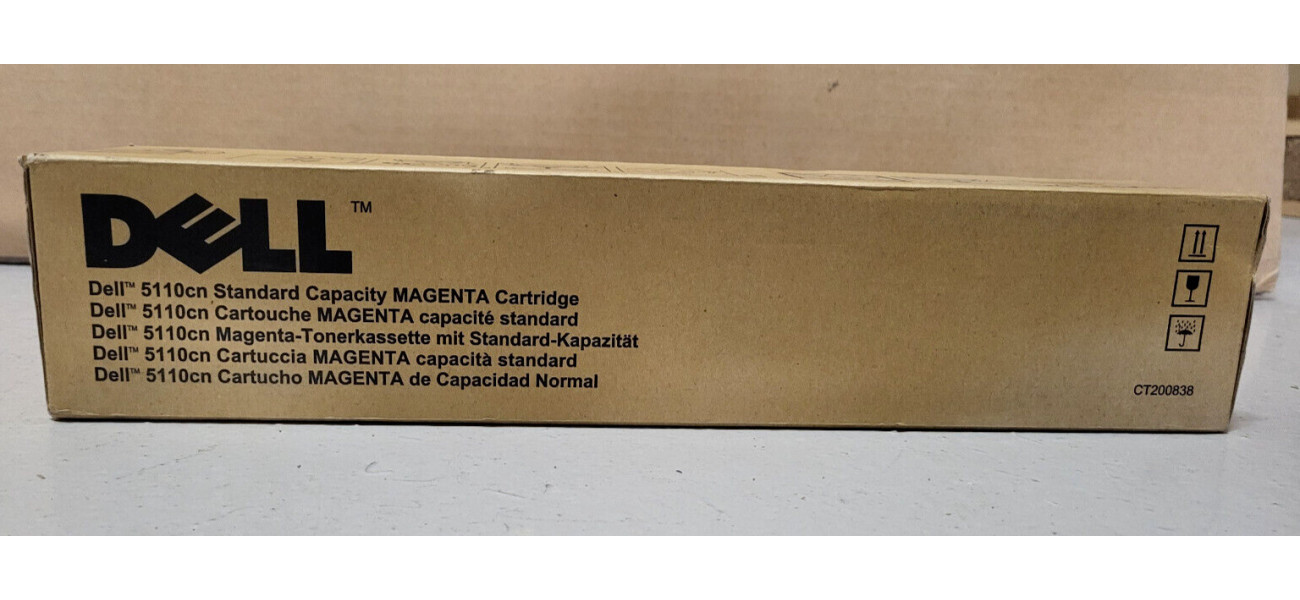 DELL™
Dell™ 5110cn Standard Capacity MAGENTA Cartridge
Dell™ 5110cn Cartouche MAGENTA capacité standard
Dell™ 5110cn Magenta-Tonerkassette mit Standard-Kapazität
Dell™ 5110cn Cartuccia MAGENTA capacità standard
Dell™ 5110cn Cartucho MAGENTA de Capacidad Normal
CT200838